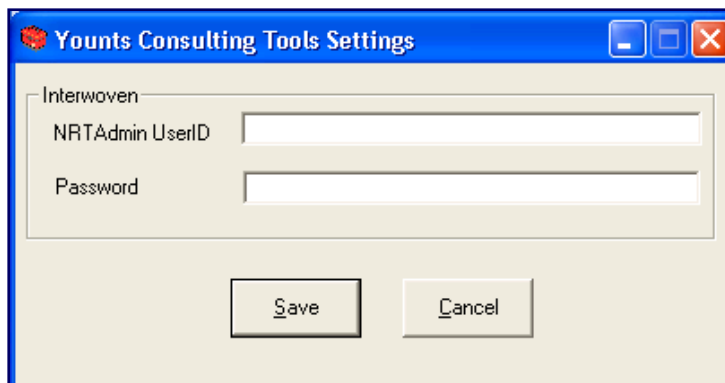 Younts Consulting Tools Settings
Interwoven
NRTAdmin UserID
Password
Save
Cancel